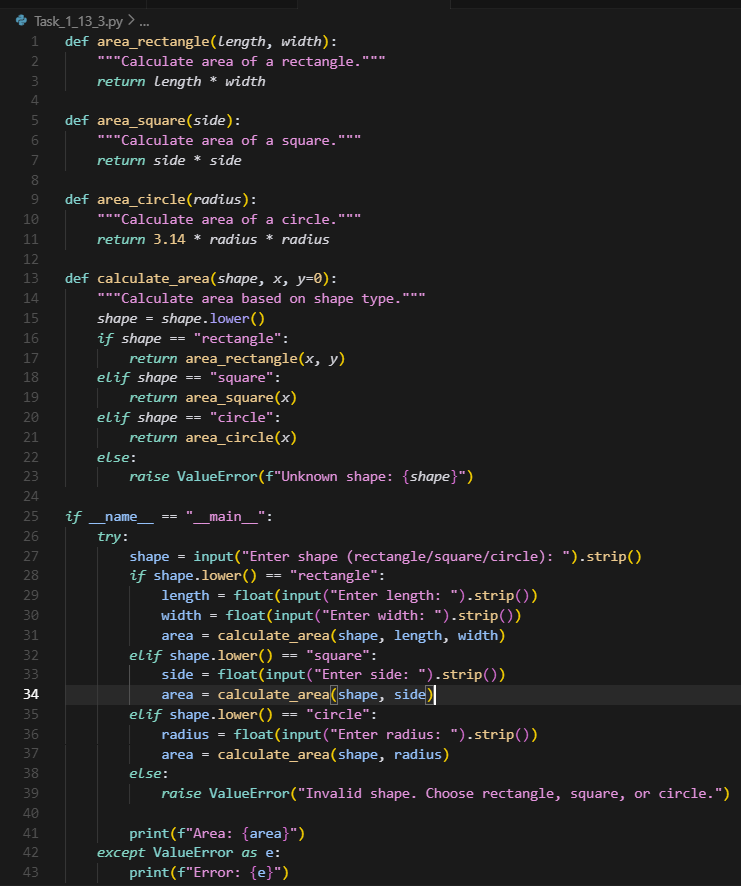 Task_1_13_3.py > ...
1 def area_rectangle(length, width):
2     """Calculate area of a rectangle."""
3     return length * width
4
5 def area_square(side):
6     """Calculate area of a square."""
7     return side * side
8
9 def area_circle(radius):
10     """Calculate area of a circle."""
11     return 3.14 * radius * radius
12
13 def calculate_area(shape, x, y=0):
14     """Calculate area based on shape type."""
15     shape = shape.lower()
16     if shape == "rectangle":
17         return area_rectangle(x, y)
18     elif shape == "square":
19         return area_square(x)
20     elif shape == "circle":
21         return area_circle(x)
22     else:
23         raise ValueError(f"Unknown shape: {shape}")
24
25 if __name__ == "__main__":
26     try:
27         shape = input("Enter shape (rectangle/square/circle): ").strip()
28         if shape.lower() == "rectangle":
29             length = float(input("Enter length: ").strip())
30             width = float(input("Enter width: ").strip())
31             area = calculate_area(shape, length, width)
32         elif shape.lower() == "square":
33             side = float(input("Enter side: ").strip())
34             area = calculate_area(shape, side)
35         elif shape.lower() == "circle":
36             radius = float(input("Enter radius: ").strip())
37             area = calculate_area(shape, radius)
38         else:
39             raise ValueError("Invalid shape. Choose rectangle, square, or circle.")
40
41         print(f"Area: {area}")
42     except ValueError as e:
43         print(f"Error: {e}")